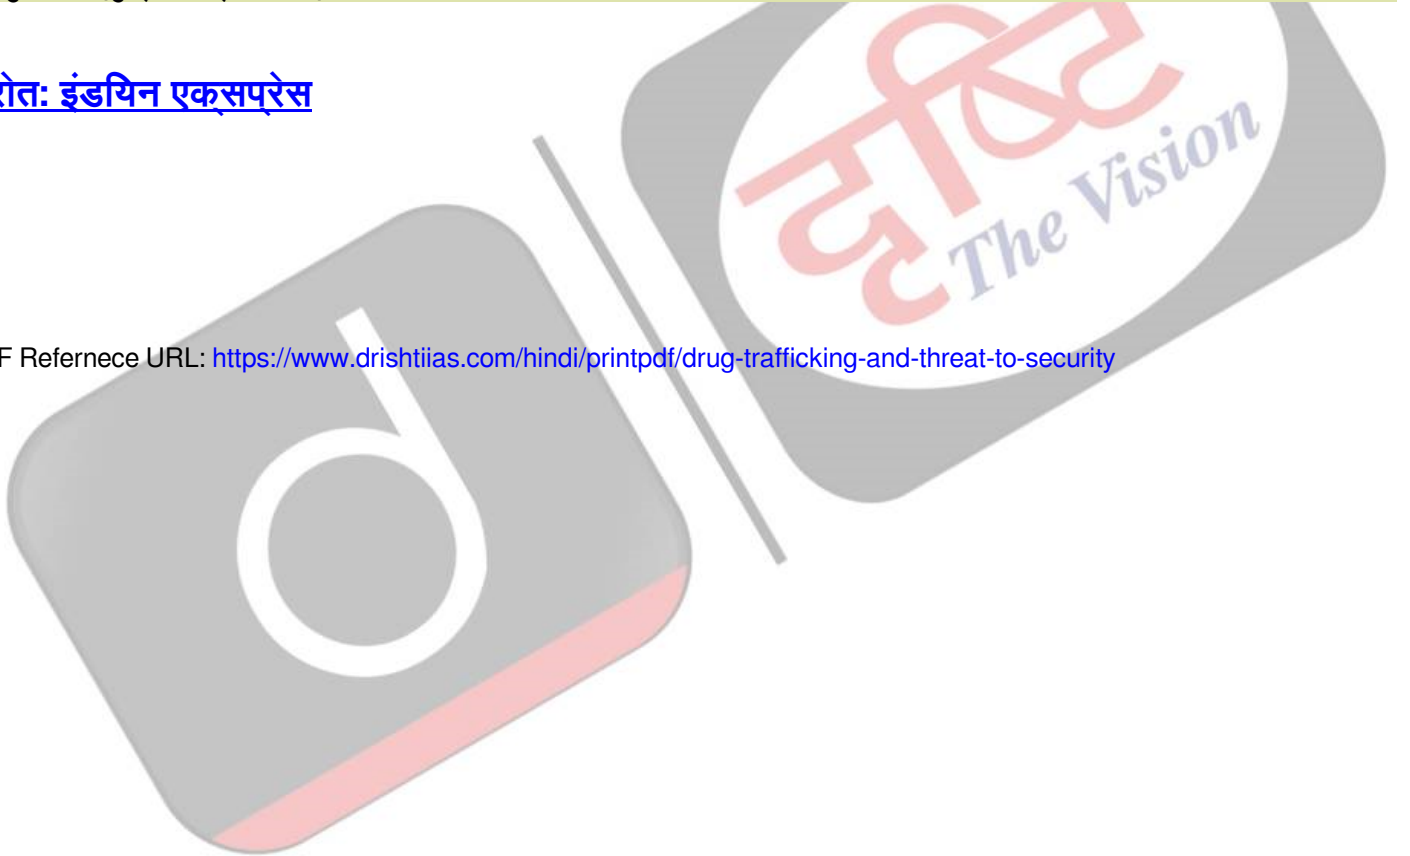 रोत: इंडियन एक्सप्रेस
F Refernece URL: https://www.drishtiias.com/hindi/printpdf/drug-trafficking-and-threat-to-security
दृष्टि
The Vision
d